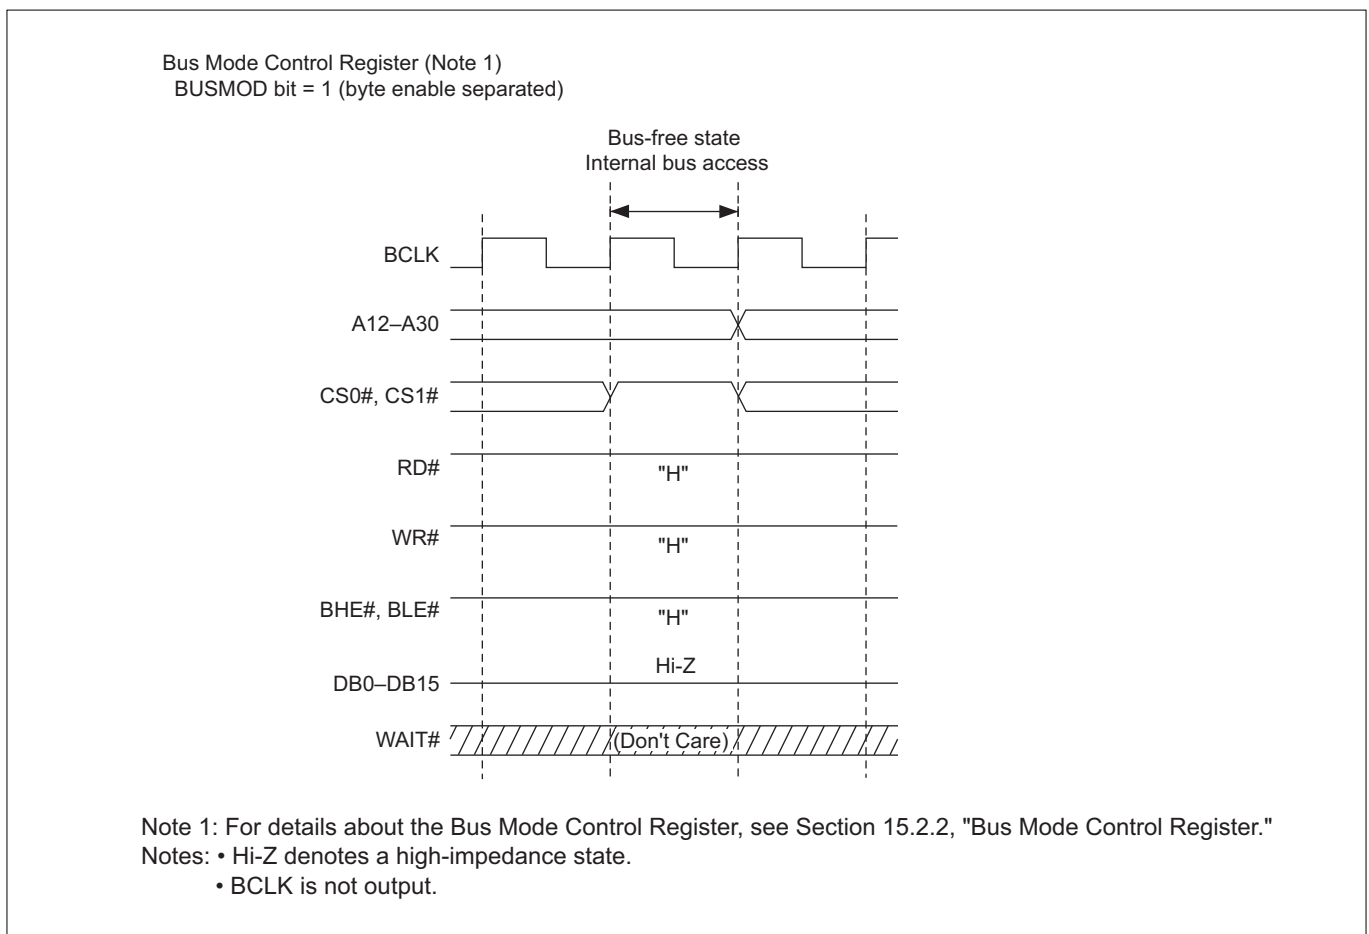 Bus Mode Control Register (Note 1)
BUSMOD bit = 1 (byte enable separated)
Bus-free state
Internal bus access
BCLK
A12–A30
CS0#, CS1#
RD#
"H"
WR#
"H"
BHE#, BLE#
"H"
Hi-Z
DB0–DB15
WAIT#
(Don't Care)
Note 1: For details about the Bus Mode Control Register, see Section 15.2.2, "Bus Mode Control Register."
Notes: • Hi-Z denotes a high-impedance state.
• BCLK is not output.